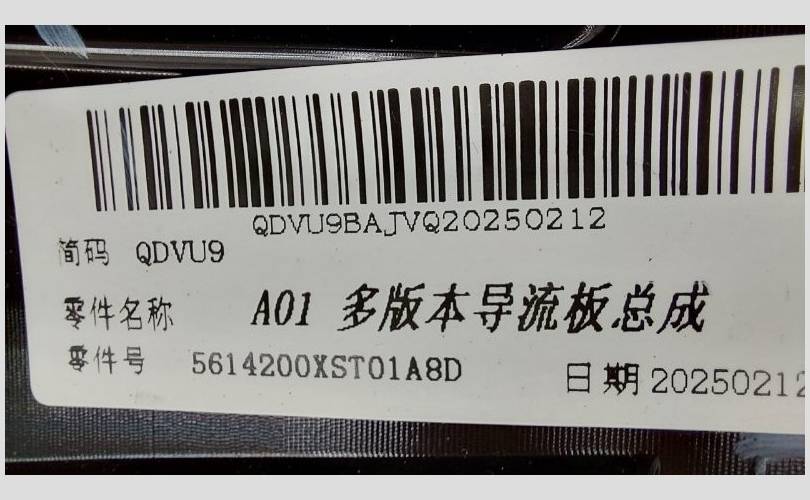 QDVU9BAJVQ20250212
简码 QDVU9
零件名称 A01 多版本导流板总成
零件号 5614200XST01A8D
日期 20250212